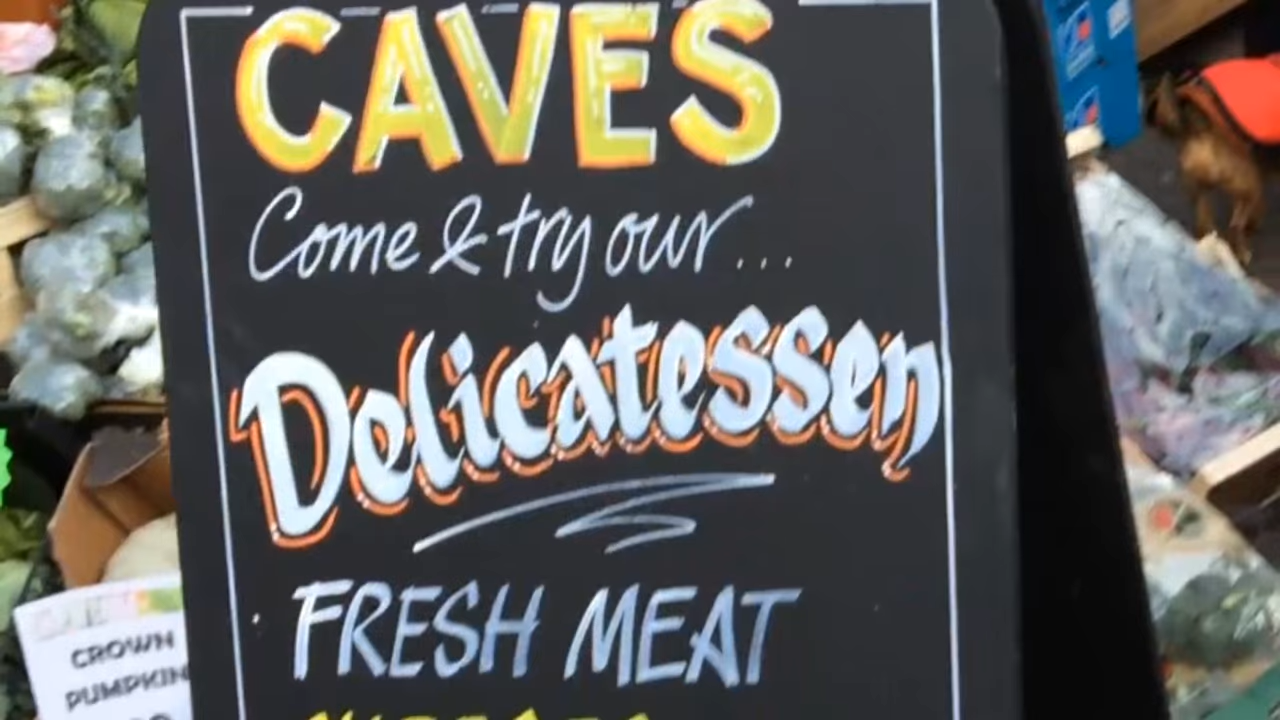 CAVES
Come & try our...
Delicatessen
FRESH MEAT
CROWN
PUMPKIN